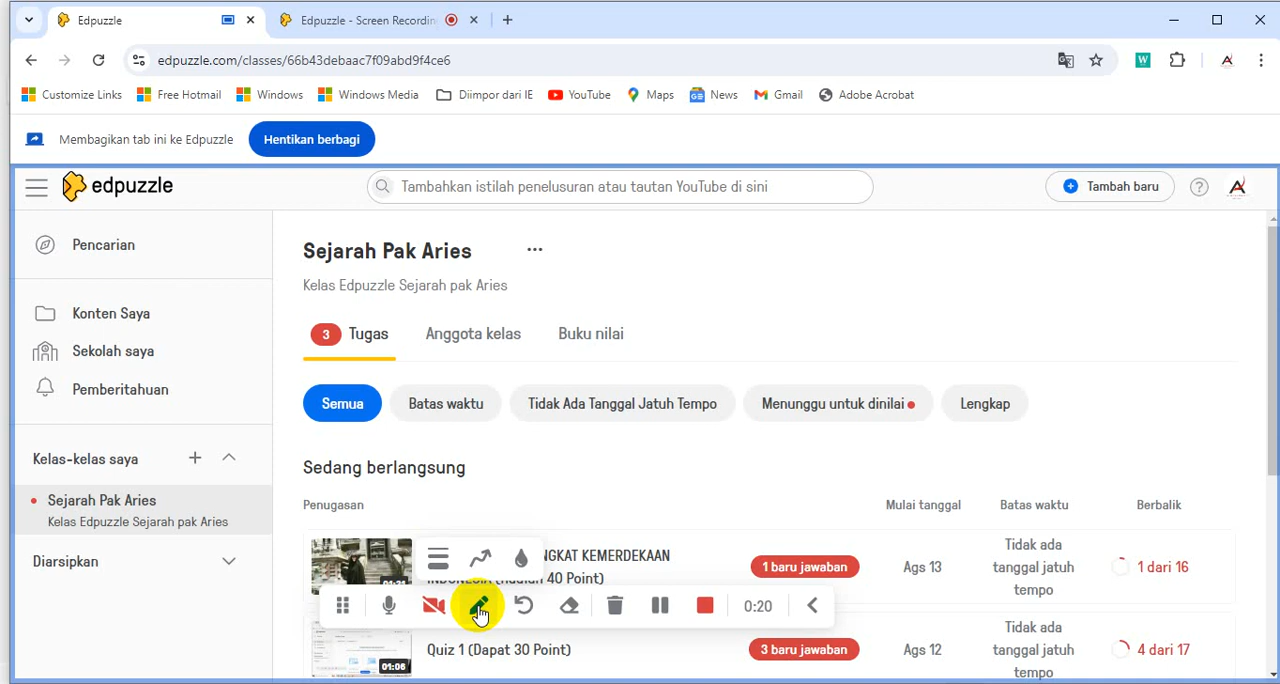 Edpuzzle
Edpuzzle - Screen Recordin
edpuzzle.com/classes/66b43debaac7f09abd9f4ce6
W
Customize Links
Free Hotmail
Windows
Windows Media
Diimpor dari IE
YouTube
Maps
News
Gmail
Adobe Acrobat
Membagikan tab ini ke Edpuzzle
Hentikan berbagi
edpuzzle
Tambahkan istilah penelusuran atau tautan YouTube di sini
Tambah baru
Pencarian
Konten Saya
Sekolah saya
Pemberitahuan
Kelas-kelas saya
Sejarah Pak Aries
Kelas Edpuzzle Sejarah pak Aries
Diarsipkan
Sejarah Pak Aries
Kelas Edpuzzle Sejarah pak Aries
3 Tugas
Anggota kelas
Buku nilai
Semua
Batas waktu
Tidak Ada Tanggal Jatuh Tempo
Menunggu untuk dinilai
Lengkap
Sedang berlangsung
Penugasan
Mulai tanggal
Batas waktu
Berbalik
NGKAT KEMERDEKAAN
40 Point)
1 baru jawaban
Ags 13
Tidak ada
tanggal jatuh
tempo
1 dari 16
0:20
01:06
Quiz 1 (Dapat 30 Point)
3 baru jawaban
Ags 12
Tidak ada
tanggal jatuh
tempo
4 dari 17